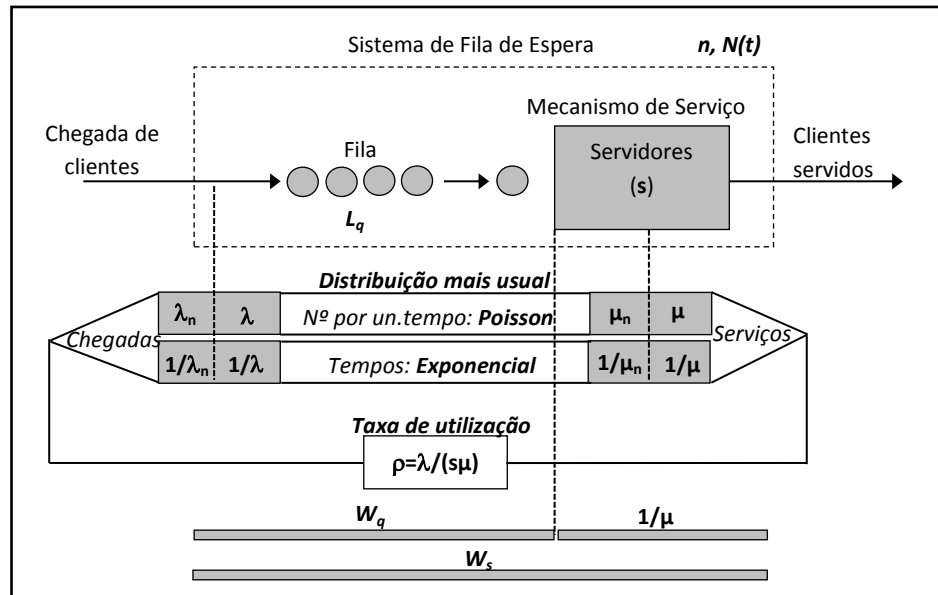 Sistema de Fila de Espera n, N(t)
Mecanismo de Serviço
Chegada de
clientes
Fila
Servidores
(s)
Clientes
servidos
Lq
Distribuição mais usual
Chegadas
λn λ
Nº por un.tempo: Poisson
μn μ
Serviços
1/λn 1/λ
Tempos: Exponencial
1/μn 1/μ
Taxa de utilização
ρ=λ/(sμ)
Wq
1/μ
Ws